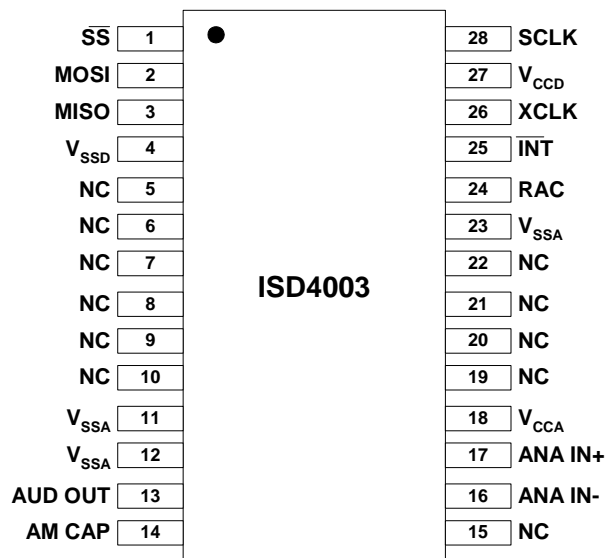 SS 1 28 SCLK
MOSI 2 27 VCCD
MISO 3 26 XCLK
VSSD 4 25 INT
NC 5 24 RAC
NC 6 23 VSSA
NC 7 22 NC
ISD4003
NC 8 21 NC
NC 9 20 NC
NC 10 19 NC
VSSA 11 18 VCCA
VSSA 12 17 ANA IN+
AUD OUT 13 16 ANA IN-
AM CAP 14 15 NC